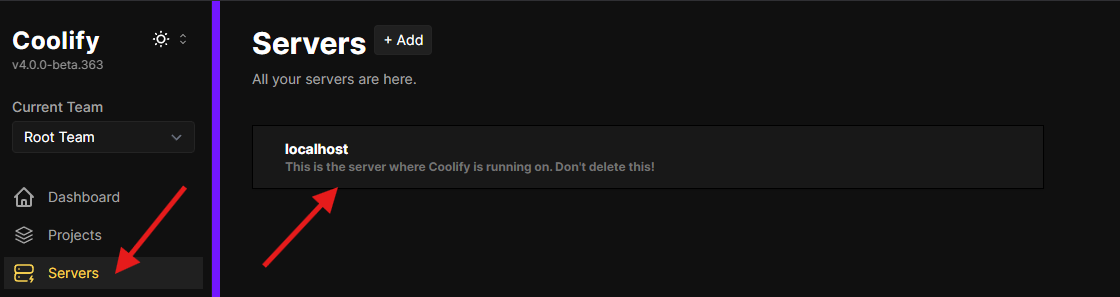 Coolify
v4.0.0-beta.363
Current Team
Root Team
Dashboard
Projects
Servers
Servers
+ Add
All your servers are here.
localhost
This is the server where Coolify is running on. Don't delete this!